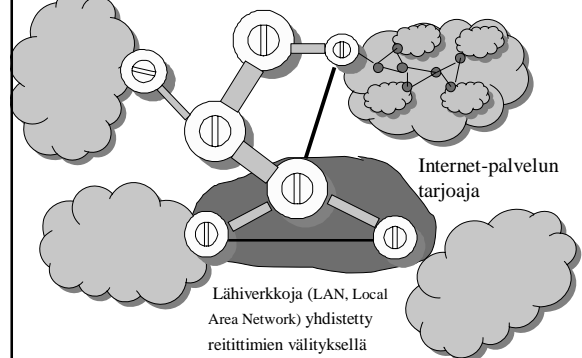 Internet-palvelun
tarjoaja
Lähiverkkoja (LAN, Local
Area Network) yhdistetty
reitittimien välityksellä